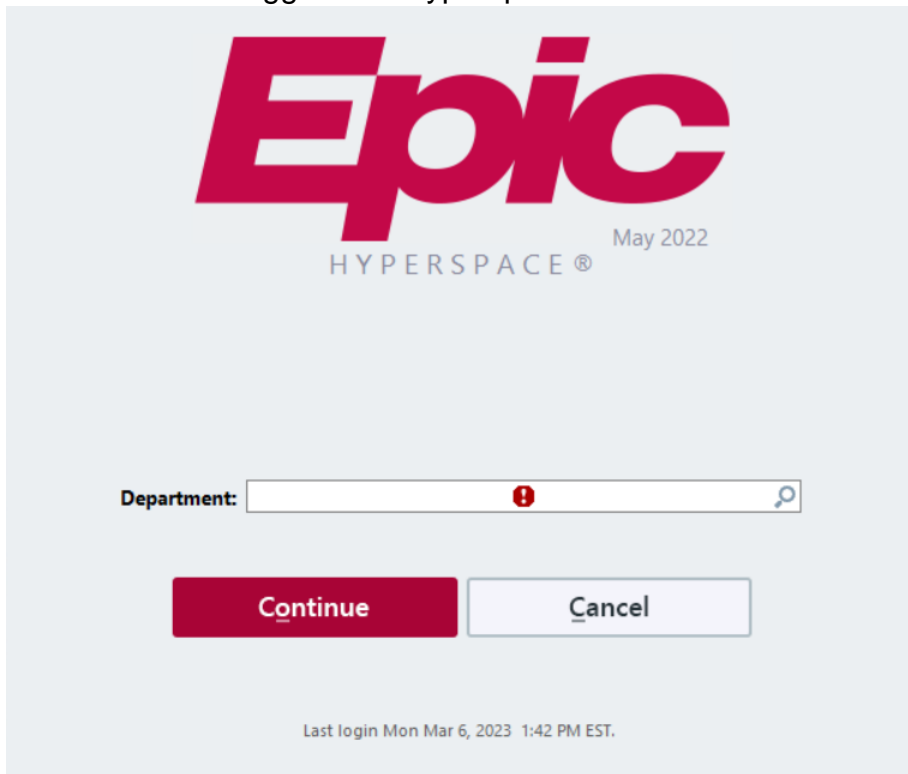 Epic
May 2022
HYPERSPACE®
Department:
Continue
Cancel
Last login Mon Mar 6, 2023 1:42 PM EST.